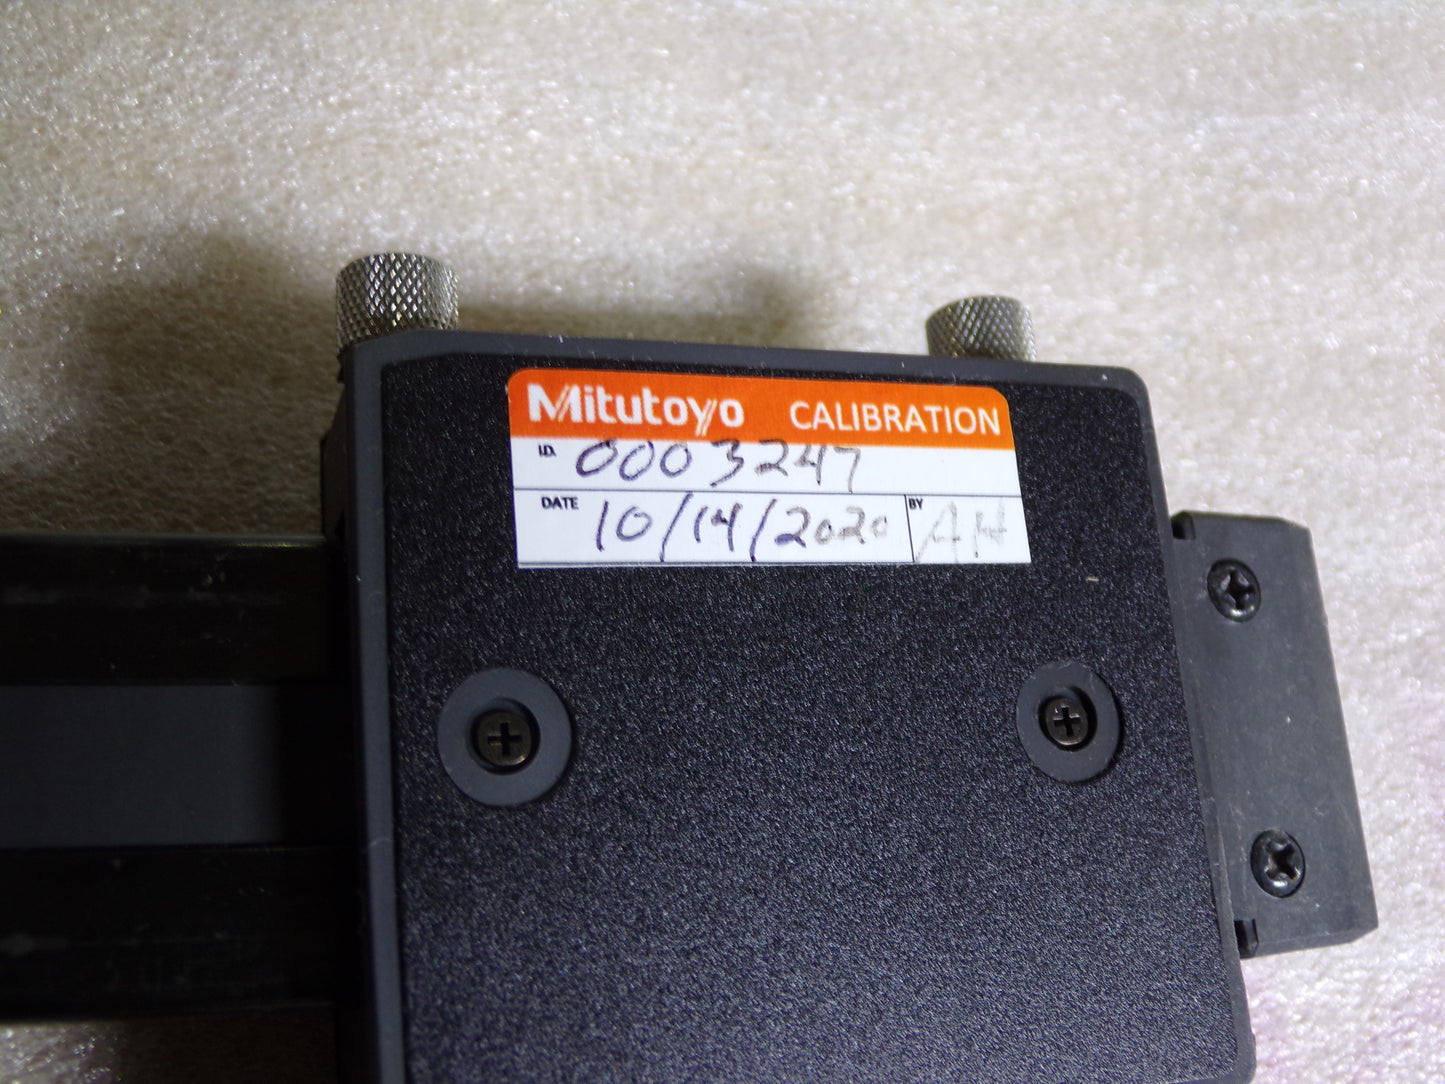 Mitutoyo CALIBRATION
I.D. 0003247
DATE 10/14/2020 BY AH